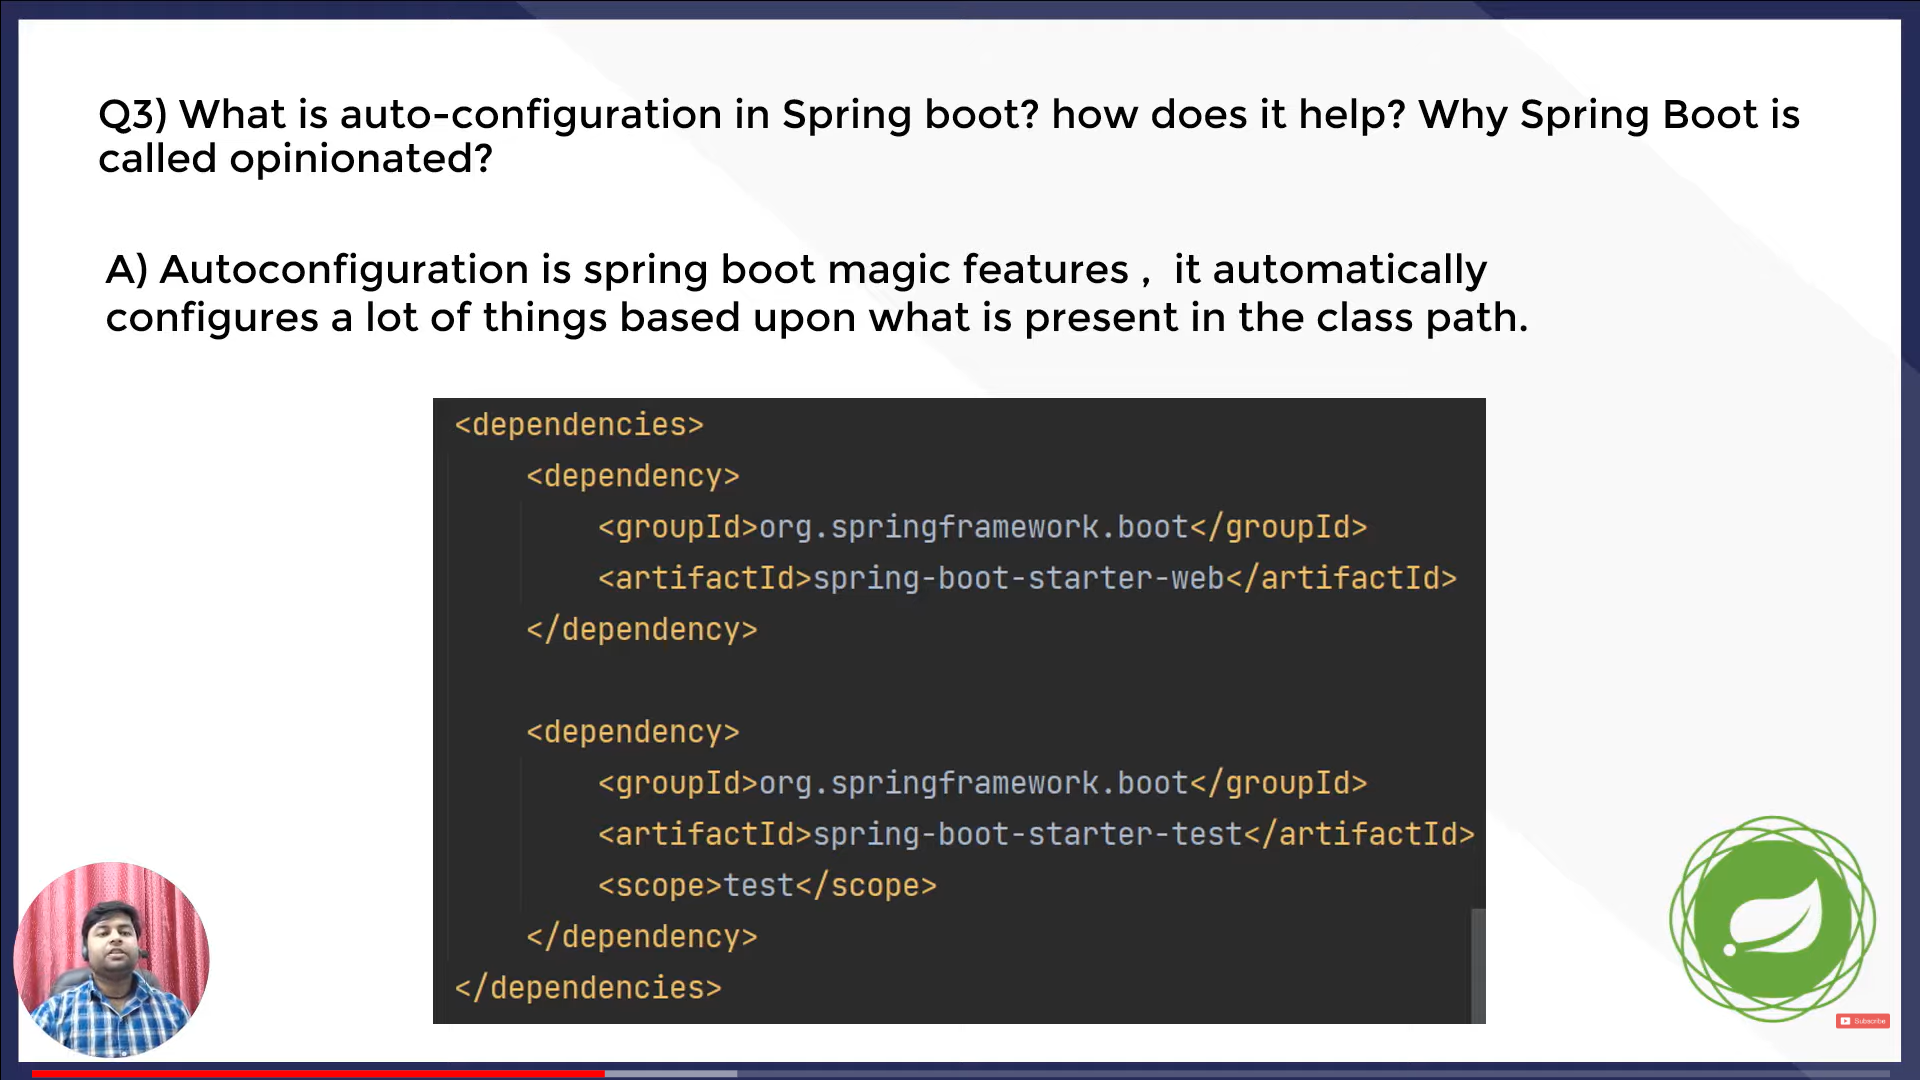 Q3) What is auto-configuration in Spring boot? how does it help? Why Spring Boot is
called opinionated?
A) Autoconfiguration is spring boot magic features , it automatically
configures a lot of things based upon what is present in the class path.
<dependencies>
<dependency>
<groupId>org.springframework.boot</groupId>
<artifactId>spring-boot-starter-web</artifactId>
</dependency>
<dependency>
<groupId>org.springframework.boot</groupId>
<artifactId>spring-boot-starter-test</artifactId>
<scope>test</scope>
</dependency>
</dependencies>
Subscribe